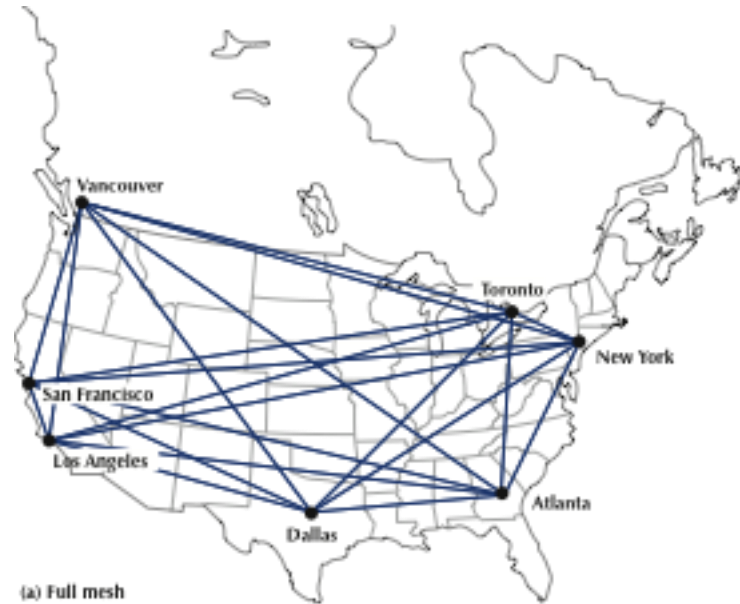 Vancouver
Toronto
New York
San Francisco
Los Angeles
Atlanta
Dallas
(a) Full mesh